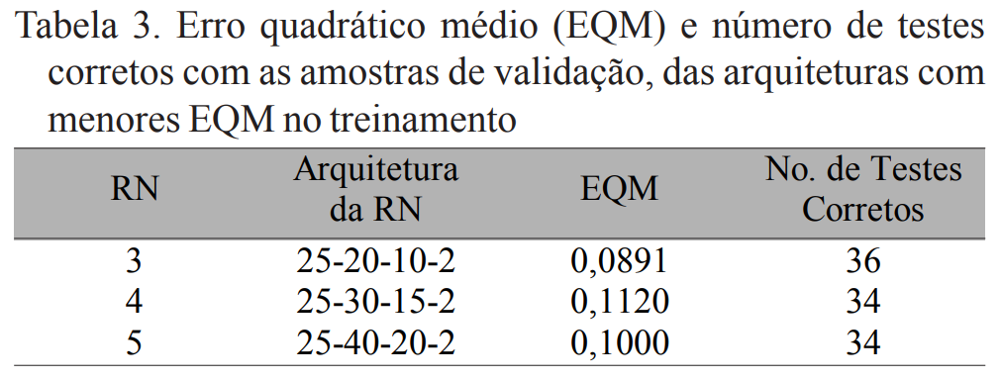 Tabela 3. Erro quadrático médio (EQM) e número de testes
corretos com as amostras de validação, das arquiteturas com
menores EQM no treinamento
RN Arquitetura da RN EQM No. de Testes Corretos
3 25-20-10-2 0,0891 36
4 25-30-15-2 0,1120 34
5 25-40-20-2 0,1000 34